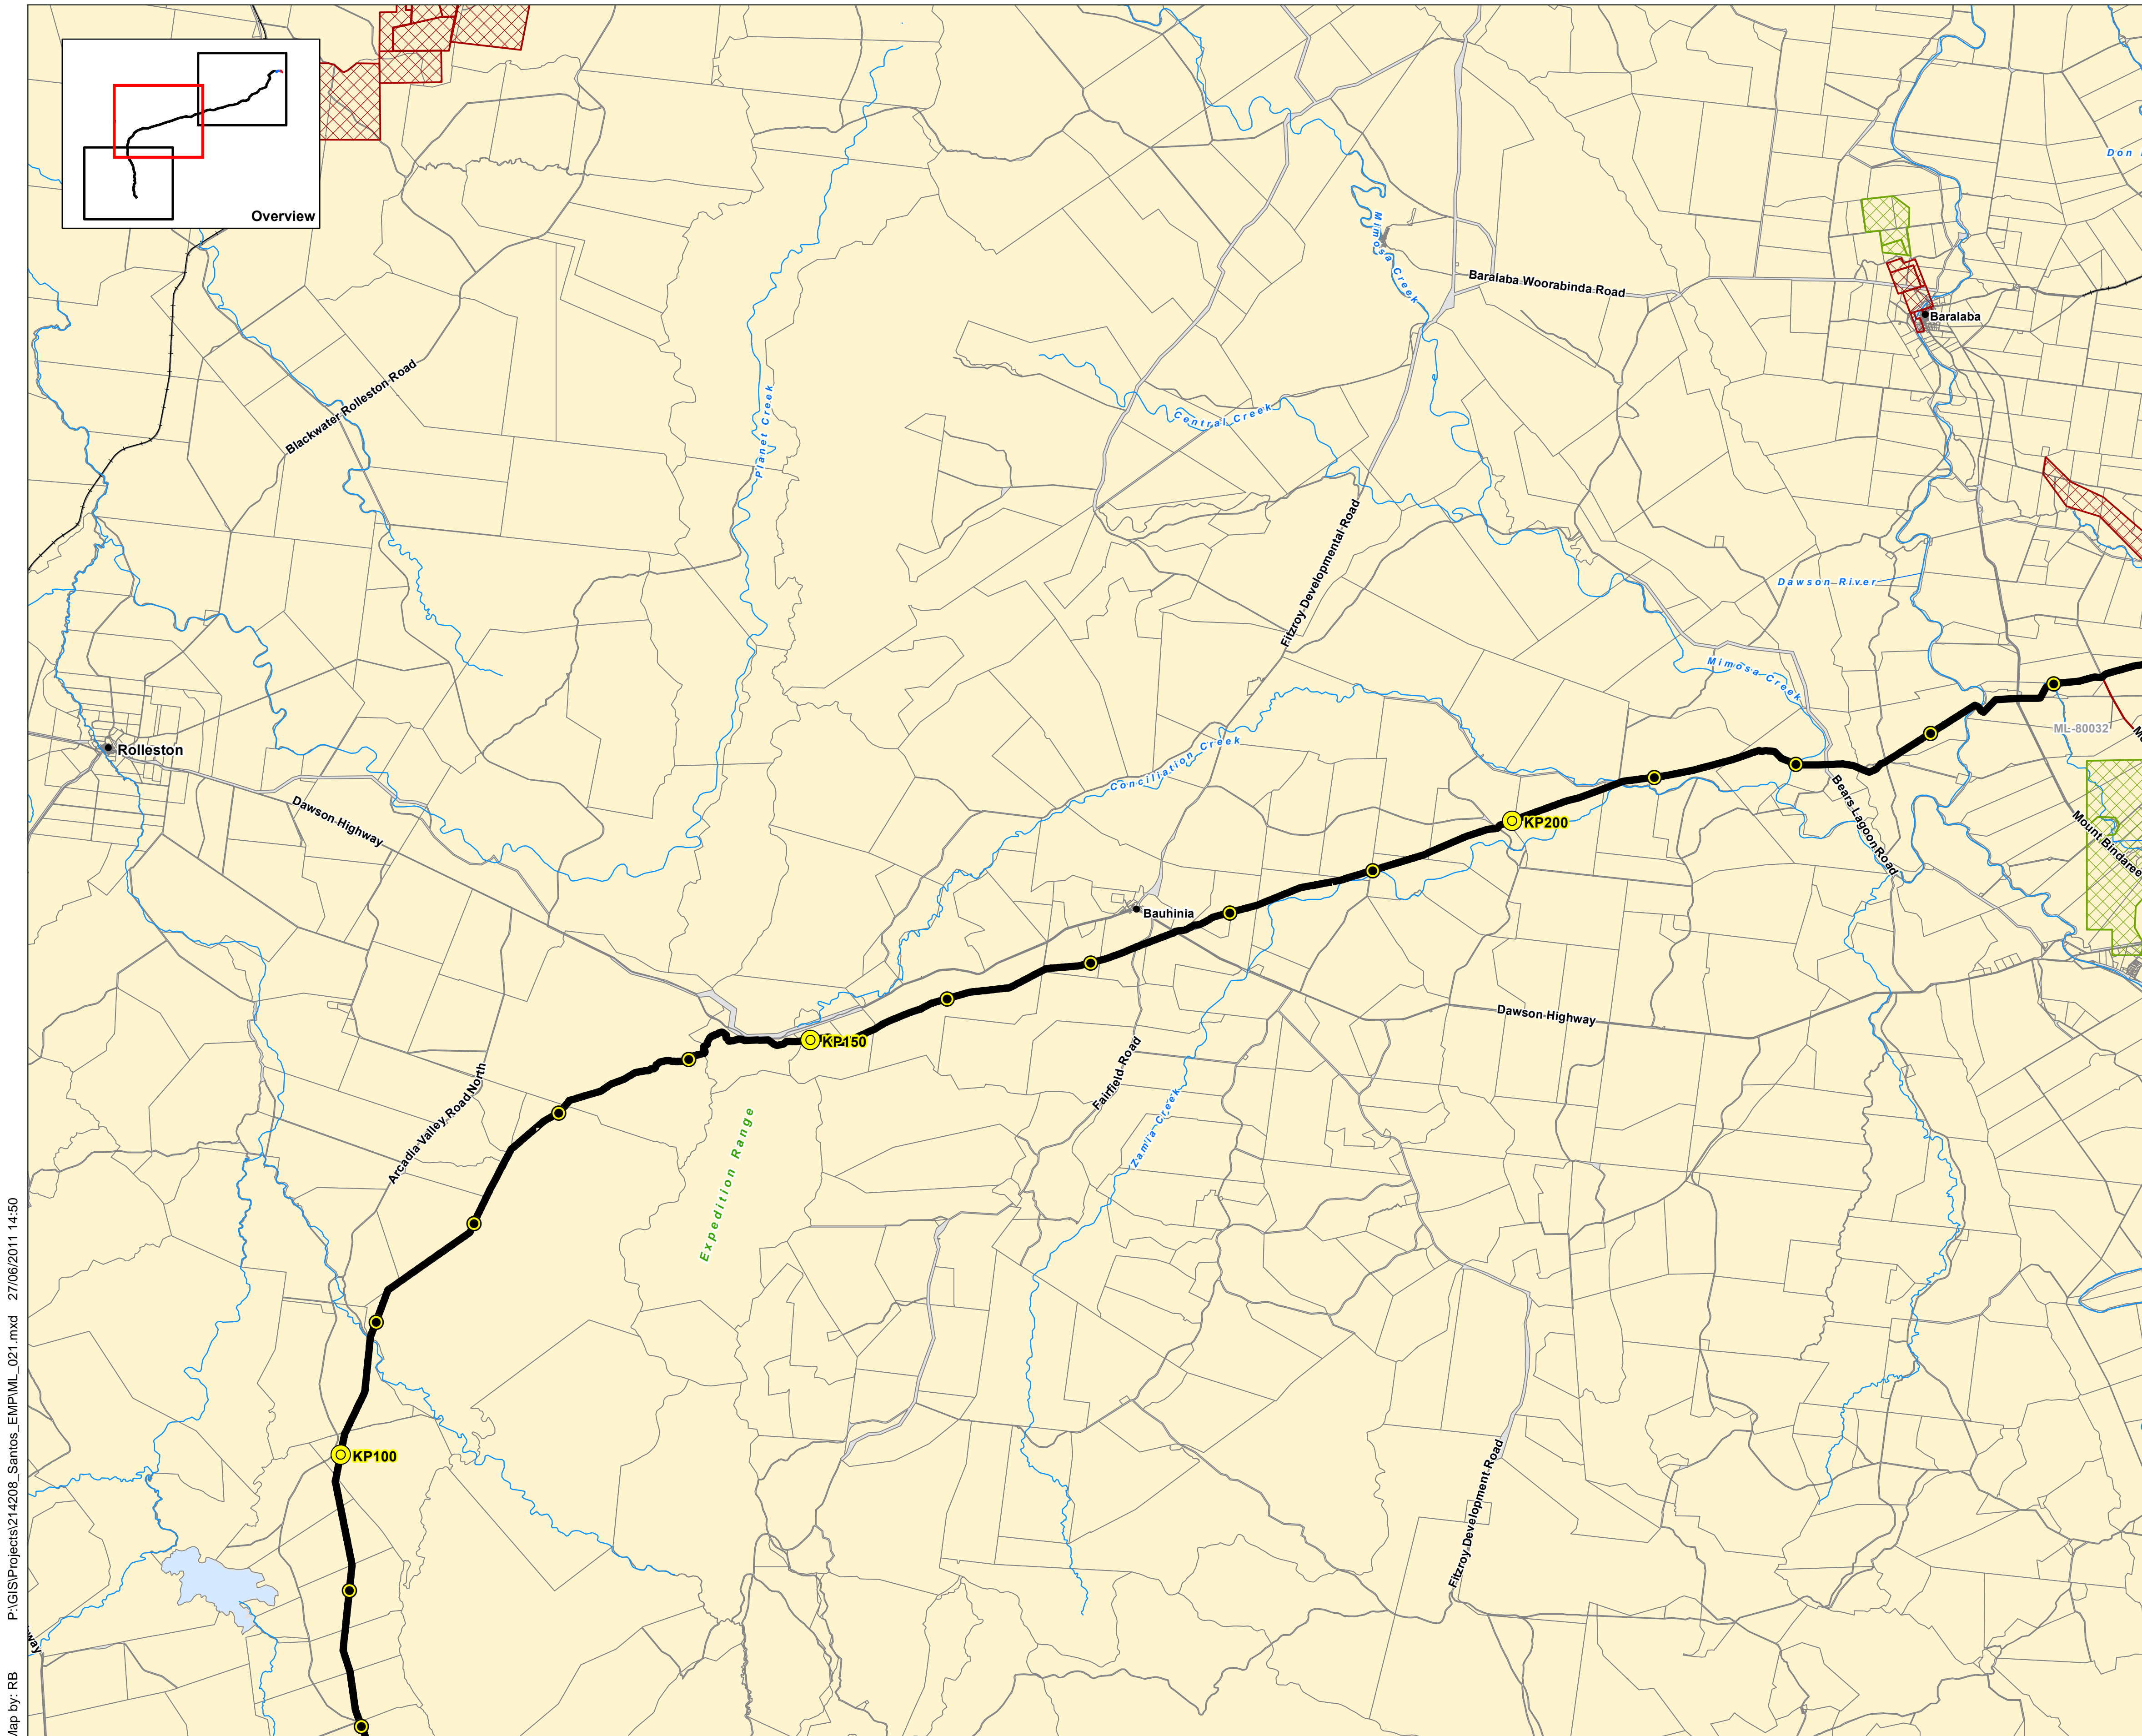 Overview
Don
Mimosa Creek
Baralaba Woorabinda Road
Baralaba
Blackwater Rolleston Road
Planet Creek
Central Creek
Fitzroy Developmental Road
Dawson River
Mimosa Creek
ML-80032
Rolleston
Conciliation Creek
Dawson Highway
KP200
Bears Lagoon Road
Mount Bindaree
Bauhinia
Dawson Highway
KP150
Fairfield Road
Arcadia Valley Road North
Zamia Creek
Expedition Range
KP100
Fitzroy Development Road
way
Map by: RB P:\GIS\Projects\214208_Santos_EMP\ML_021.mxd 27/06/2011 14:50